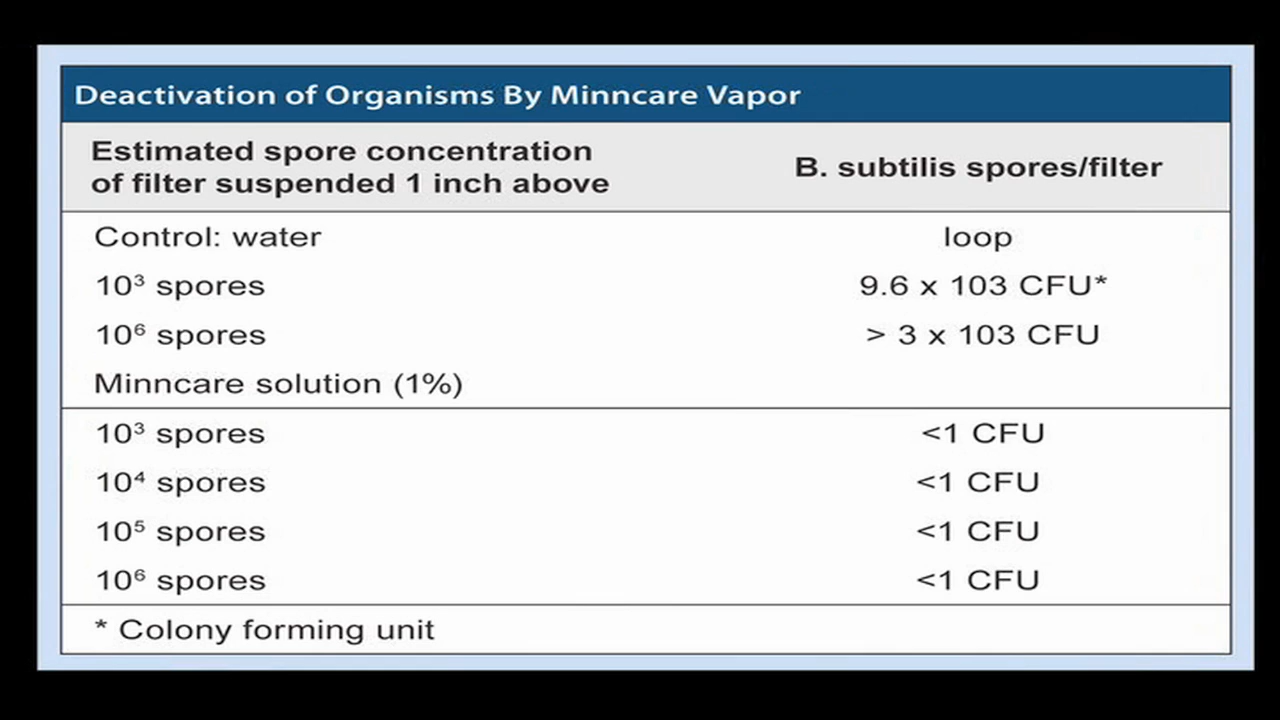 Deactivation of Organisms By Minncare Vapor
Estimated spore concentration
of filter suspended 1 inch above
B. subtilis spores/filter
Control: water loop
10³ spores 9.6 x 103 CFU*
10⁶ spores > 3 x 103 CFU
Minncare solution (1%)
10³ spores <1 CFU
10⁴ spores <1 CFU
10⁵ spores <1 CFU
10⁶ spores <1 CFU
* Colony forming unit